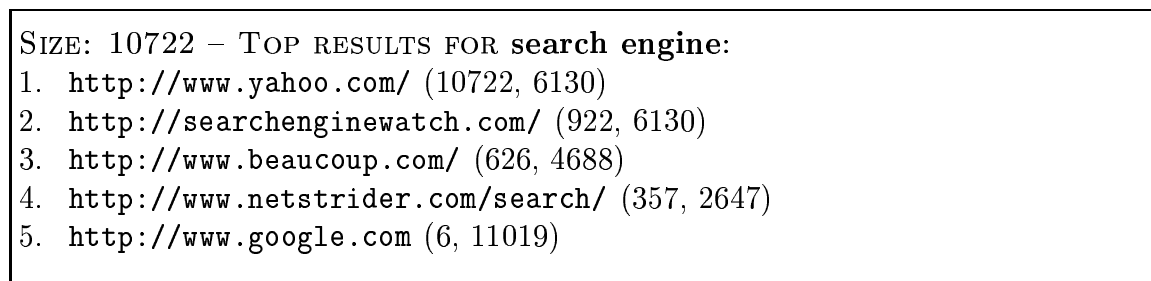 SIZE: 10722 – TOP RESULTS FOR search engine:
1. http://www.yahoo.com/ (10722, 6130)
2. http://searchenginewatch.com/ (922, 6130)
3. http://www.beaucoup.com/ (626, 4688)
4. http://www.netstrider.com/search/ (357, 2647)
5. http://www.google.com (6, 11019)